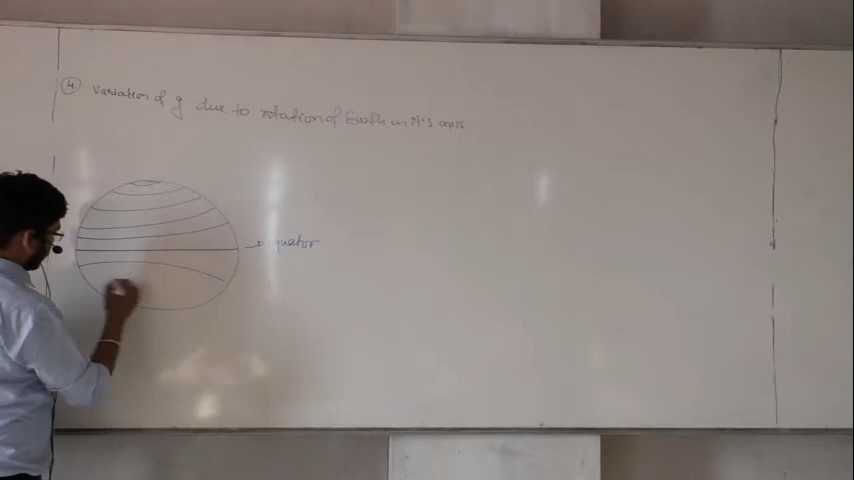 ④ Variation of g due to rotation of Earth on it's axis
equator